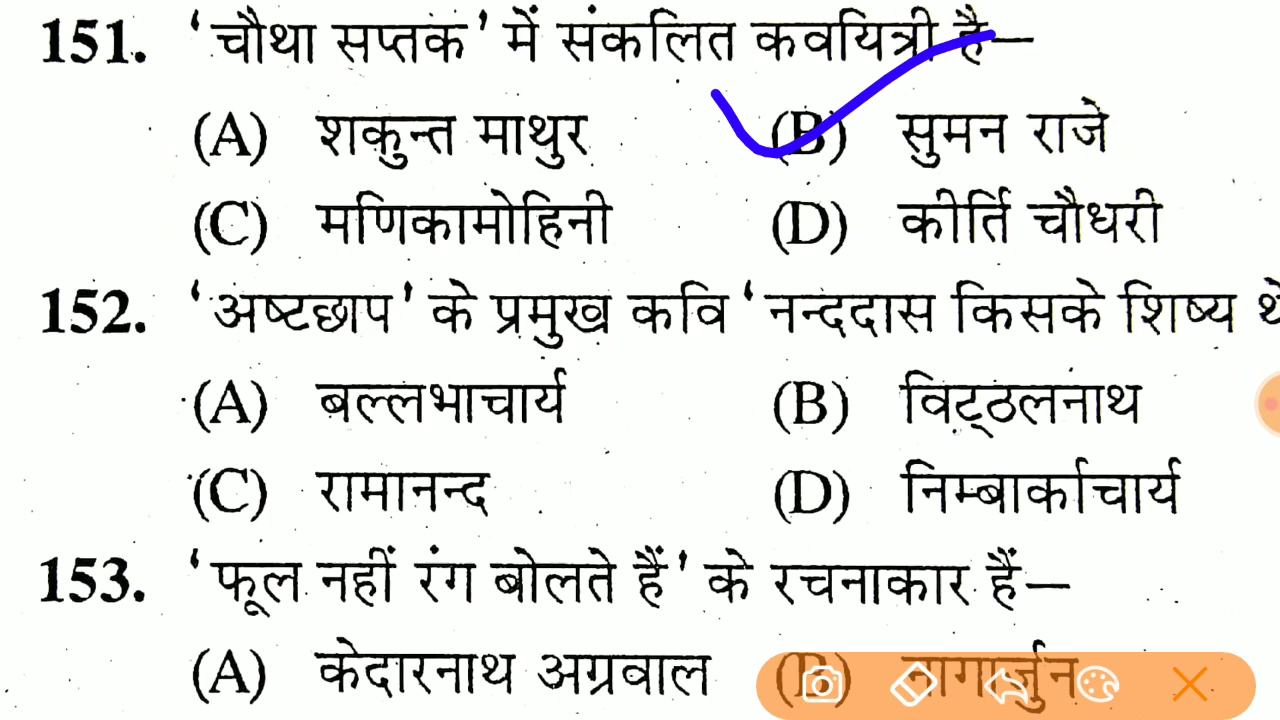 151. 'चौथा सप्तक' में संकलित कवयित्री है—
(A) शकुन्त माथुर (B) सुमन राजे
(C) मणिकामोहिनी (D) कीर्ति चौधरी
152. 'अष्टछाप' के प्रमुख कवि 'नन्ददास किसके शिष्य थे
(A) बल्लभाचार्य (B) विट्ठलनाथ
(C) रामानन्द (D) निम्बार्काचार्य
153. 'फूल नहीं रंग बोलते हैं' के रचनाकार हैं—
(A) केदारनाथ अग्रवाल (B) नागार्जुन